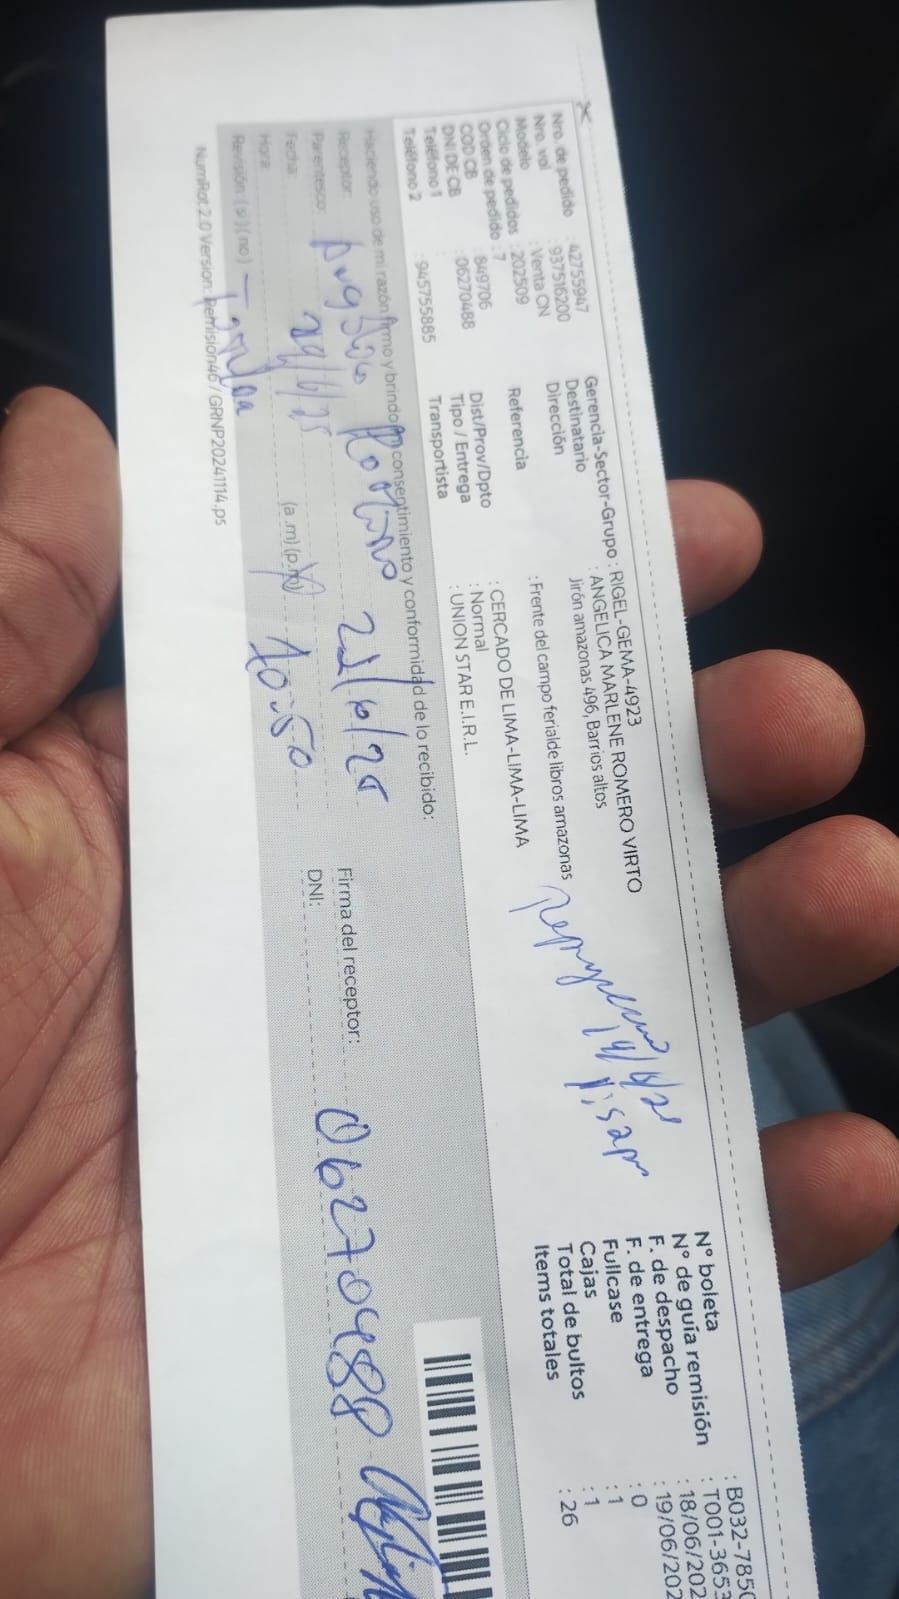 Nro. de pedido : 42755947
Nro. vol : 937516200
Modelo : Venta CN
Ciclo de pedidos : 202509
Orden de pedido : 7
COD CB : 849706
DNI DE CB : 06270488
Teléfono 1 :
Teléfono 2 : 945755885
Gerencia-Sector-Grupo : RIGEL-GEMA-4923
Destinatario : ANGELICA MARLENE ROMERO VIRTO
Dirección Jirón amazonas 496, Barrios altos
Referencia : Frente del campo ferialde libros amazonas
Dist/Prov/Dpto : CERCADO DE LIMA-LIMA-LIMA
Tipo / Entrega : Normal
Transportista : UNION STAR E.I.R.L.
19/6/25
N° boleta : B032-785
N° de guía remisión : T001-3653
F. de despacho : 18/06/202
F. de entrega : 19/06/202
Fullcase : 0
Cajas : 1
Total de bultos : 1
Items totales : 26
Haciendo uso de mi razón firmo y brindo mi consentimiento y conformidad de lo recibido:
Receptor:
Parentesco:
Fecha:
(a.m) (p.m)
10:50
Hora:
Revisión: (si) (no)
Firma del receptor:
DNI:
06270488
NumRot 2.0 Version: Remision46 / GRNP20241114.ps